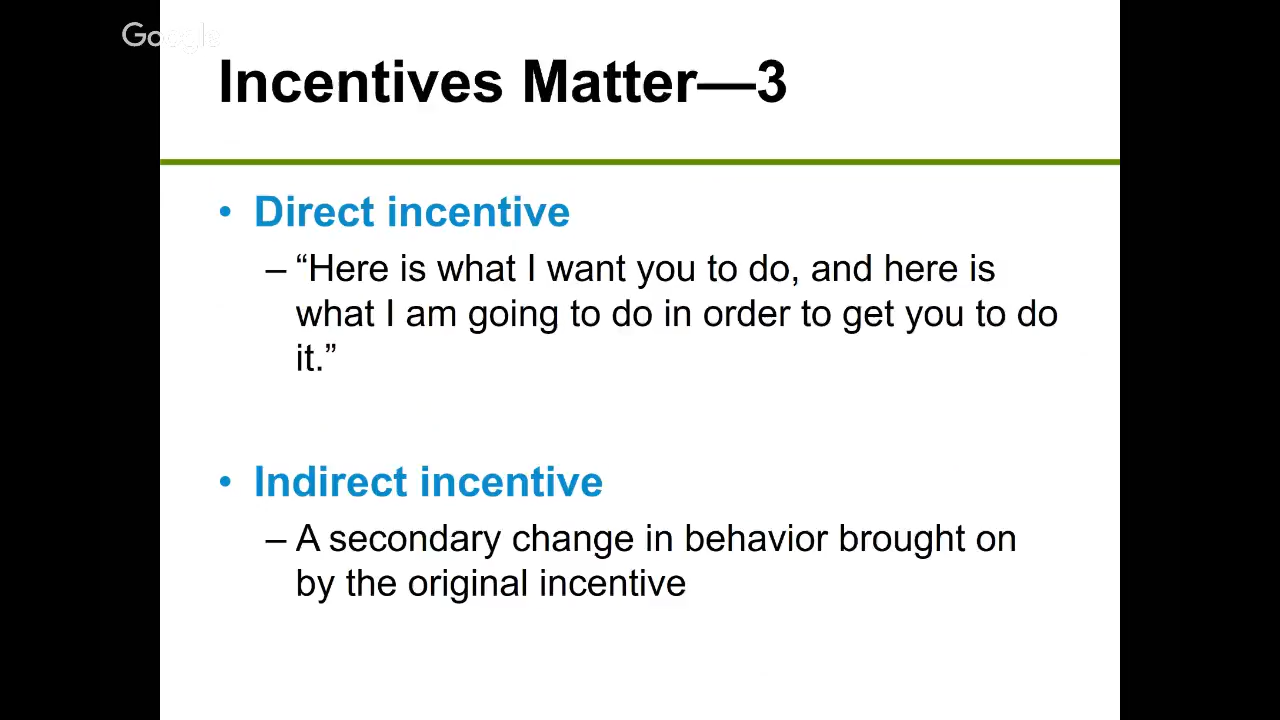 Google
Incentives Matter—3
• Direct incentive
– “Here is what I want you to do, and here is
what I am going to do in order to get you to do
it.”
• Indirect incentive
– A secondary change in behavior brought on
by the original incentive